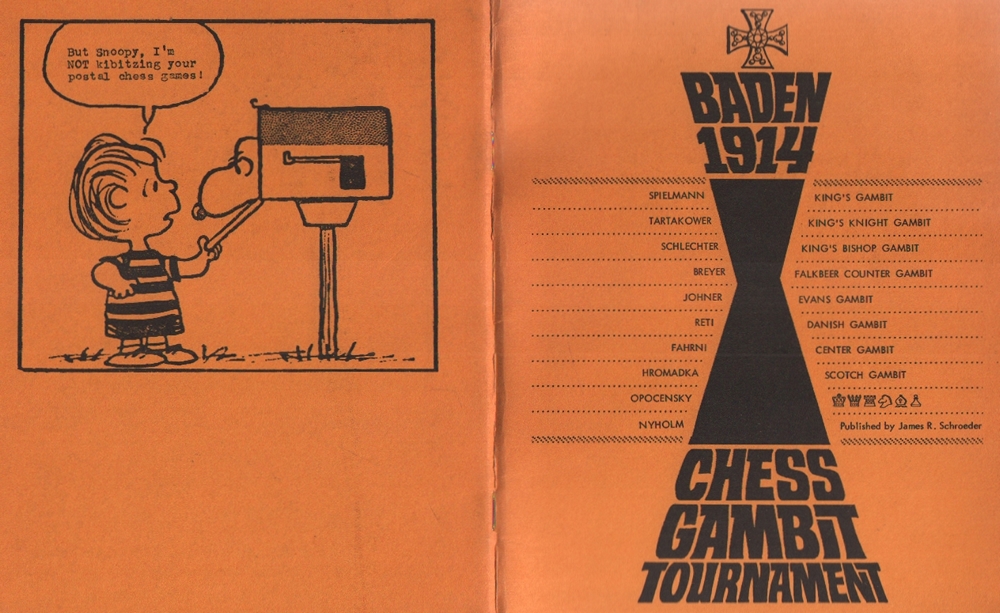 But Snoopy, I'm
NOT kibitzing your
postal chess games!
BADEN
1914
SPIELMANN
TARTAKOWER
SCHLECHTER
BREYER
JOHNER
RETI
FAHRNI
HROMADKA
OPOCENSKY
NYHOLM
KING'S GAMBIT
KING'S KNIGHT GAMBIT
KING'S BISHOP GAMBIT
FALKBEER COUNTER GAMBIT
EVANS GAMBIT
DANISH GAMBIT
CENTER GAMBIT
SCOTCH GAMBIT
Published by James R. Schroeder
CHESS
GAMBIT
TOURNAMENT